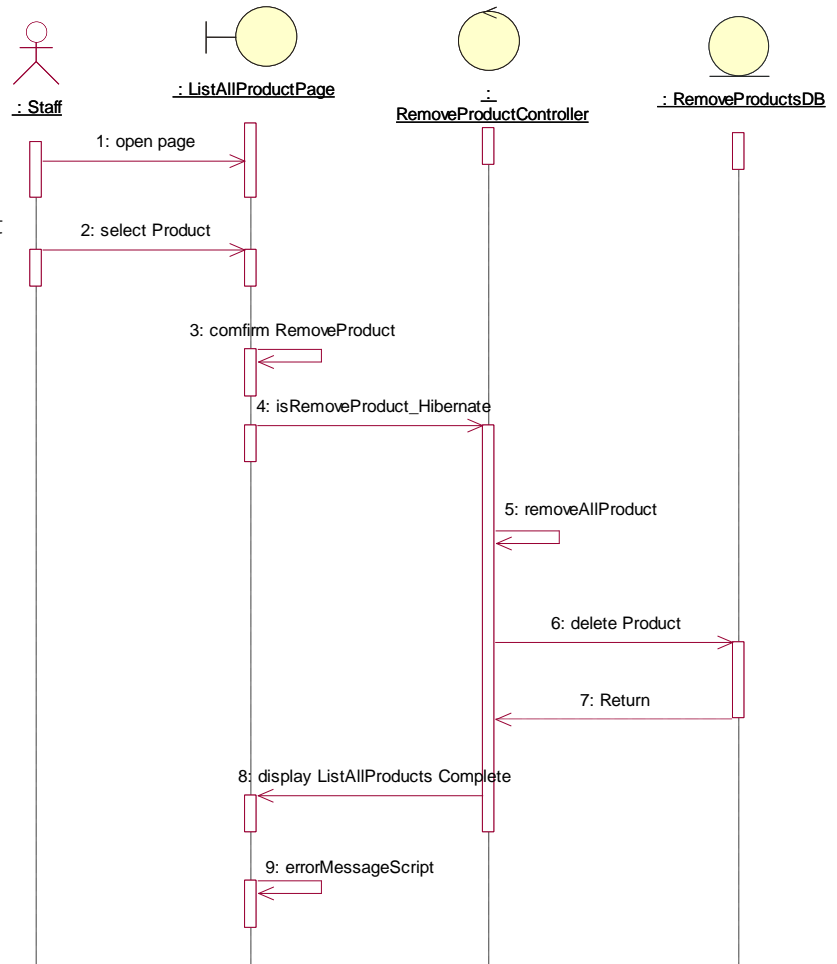 : Staff
: ListAllProductPage
:
RemoveProductController
: RemoveProductsDB
1: open page
2: select Product
3: comfirm RemoveProduct
4: isRemoveProduct_Hibernate
5: removeAllProduct
6: delete Product
7: Return
8: display ListAllProducts Complete
9: errorMessageScript